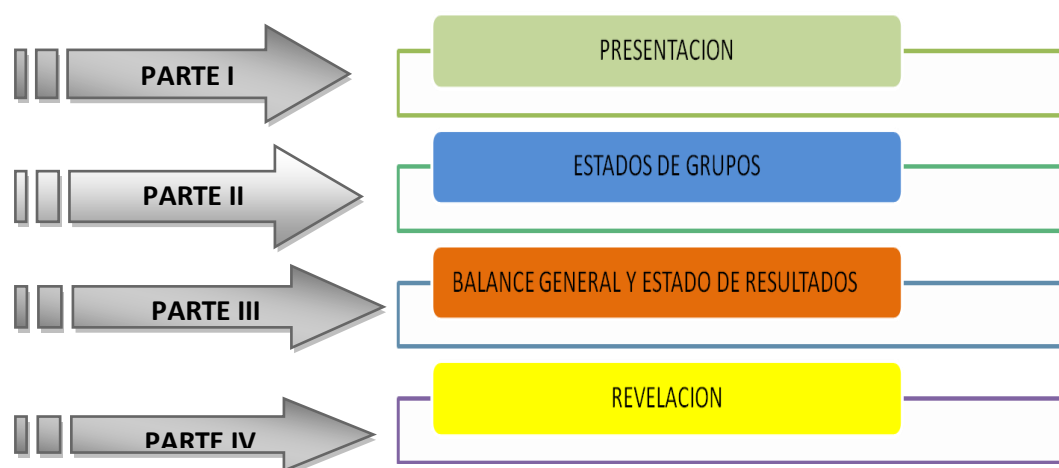 PARTE I
PRESENTACION
PARTE II
ESTADOS DE GRUPOS
PARTE III
BALANCE GENERAL Y ESTADO DE RESULTADOS
PARTE IV
REVELACION